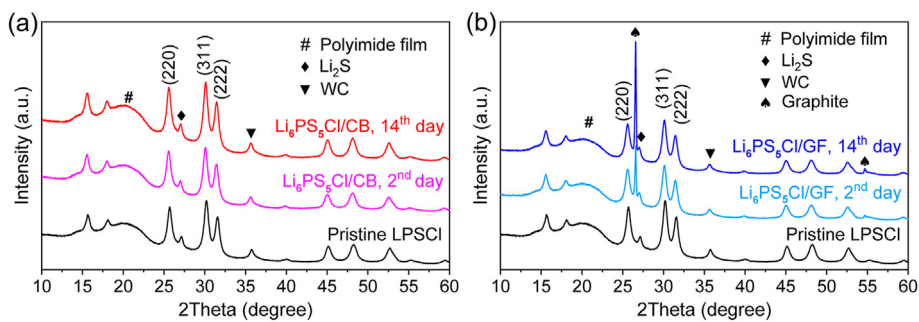 (a)
# Polyimide film
♦ Li₂S
▼ WC
(220)
(311)
(222)
#
♦
▼
Li₆PS₅Cl/CB, 14ᵗʰ day
Li₆PS₅Cl/CB, 2ⁿᵈ day
Pristine LPSCl
Intensity (a.u.)
10 15 20 25 30 35 40 45 50 55 60
2Theta (degree)
(b)
# Polyimide film
♦ Li₂S
▼ WC
♠ Graphite
♠
(220)
(311)
(222)
#
♦
▼
♠
Li₆PS₅Cl/GF, 14ᵗʰ day
Li₆PS₅Cl/GF, 2ⁿᵈ day
Pristine LPSCl
Intensity (a.u.)
10 15 20 25 30 35 40 45 50 55 60
2Theta (degree)